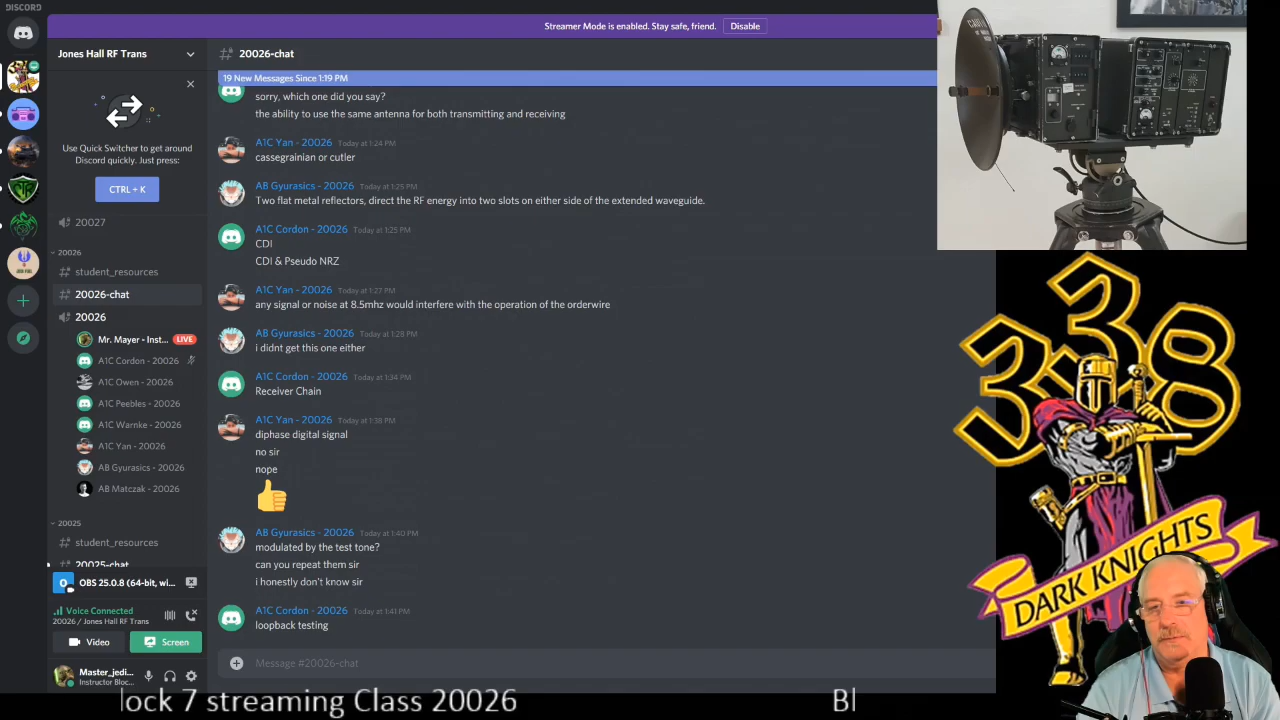 DISCORD
Streamer Mode is enabled. Stay safe, friend. Disable
Jones Hall RF Trans
Use Quick Switcher to get around
Discord quickly. Just press:
CTRL + K
20027
20026
student_resources
20026-chat
20026
Mr. Mayer - Inst... LIVE
A1C Cordon - 20026
A1C Owen - 20026
A1C Peebles - 20026
A1C Warnke - 20026
A1C Yan - 20026
AB Gyurasics - 20026
AB Matczak - 20026
20025
student_resources
20025-chat
OBS 25.0.8 (64-bit, wi...
Voice Connected
20026 / Jones Hall RF Trans
Video
Screen
Master_jedi...
Instructor Bloc...
20026-chat
19 New Messages Since 1:19 PM
sorry, which one did you say?
the ability to use the same antenna for both transmitting and receiving
A1C Yan - 20026 Today at 1:24 PM
cassegrainian or cutler
AB Gyurasics - 20026 Today at 1:25 PM
Two flat metal reflectors, direct the RF energy into two slots on either side of the extended waveguide.
A1C Cordon - 20026 Today at 1:25 PM
CDI
CDI & Pseudo NRZ
A1C Yan - 20026 Today at 1:27 PM
any signal or noise at 8.5mhz would interfere with the operation of the orderwire
AB Gyurasics - 20026 Today at 1:28 PM
i didnt get this one either
A1C Cordon - 20026 Today at 1:34 PM
Receiver Chain
A1C Yan - 20026 Today at 1:38 PM
diphase digital signal
no sir
nope
AB Gyurasics - 20026 Today at 1:40 PM
modulated by the test tone?
can you repeat them sir
i honestly don't know sir
A1C Cordon - 20026 Today at 1:41 PM
loopback testing
Message #20026-chat
338
DARK KNIGHTS
lock 7 streaming Class 20026 Bl